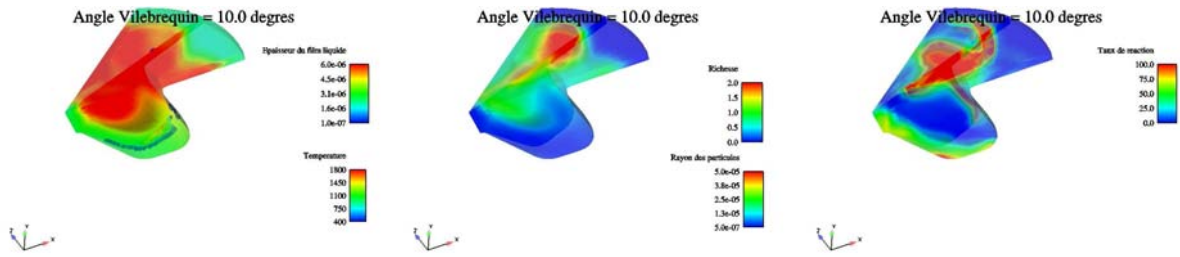 Angle Vilebrequin = 10.0 degres
Epaisseur du film liquide
6.0e-06
4.5e-06
3.1e-06
1.6e-06
1.0e-07
Temperature
1800
1450
1100
750
400
Z Y X
Angle Vilebrequin = 10.0 degres
Richesse
2.0
1.5
1.0
0.5
0.0
Rayon des particules
5.0e-05
3.8e-05
2.5e-05
1.3e-05
5.0e-07
Z Y X
Angle Vilebrequin = 10.0 degres
Taux de reaction
100.0
75.0
50.0
25.0
0.0
Z Y X